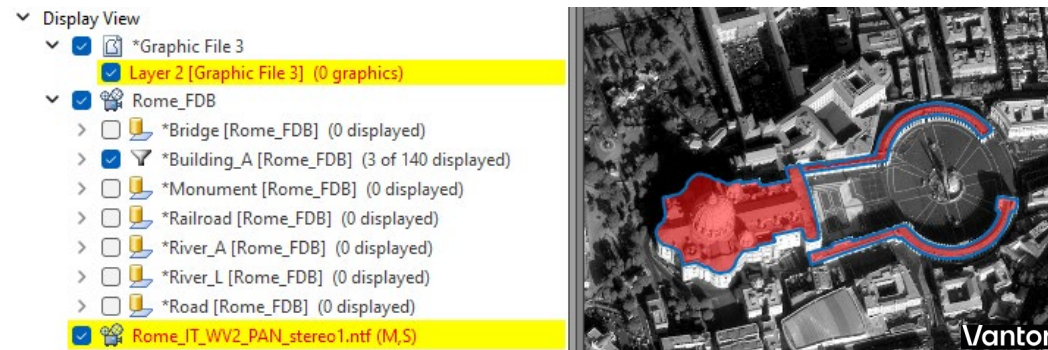 Display View
*Graphic File 3
Layer 2 [Graphic File 3] (0 graphics)
Rome_FDB
*Bridge [Rome_FDB] (0 displayed)
*Building_A [Rome_FDB] (3 of 140 displayed)
*Monument [Rome_FDB] (0 displayed)
*Railroad [Rome_FDB] (0 displayed)
*River_A [Rome_FDB] (0 displayed)
*River_L [Rome_FDB] (0 displayed)
*Road [Rome_FDB] (0 displayed)
Rome_IT_WV2_PAN_stereo1.ntf (M,S)
Vantor